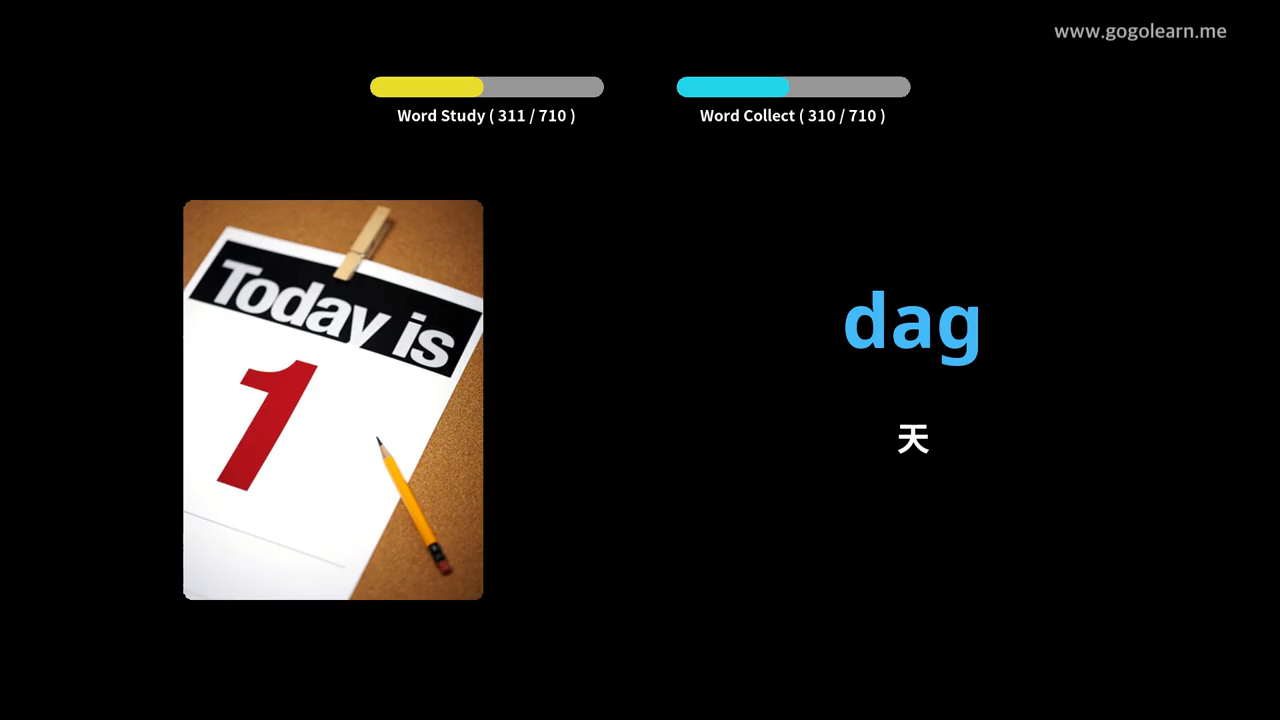 www.gogolearn.me
Word Study ( 311 / 710 )
Word Collect ( 310 / 710 )
Today is
1
dag
天